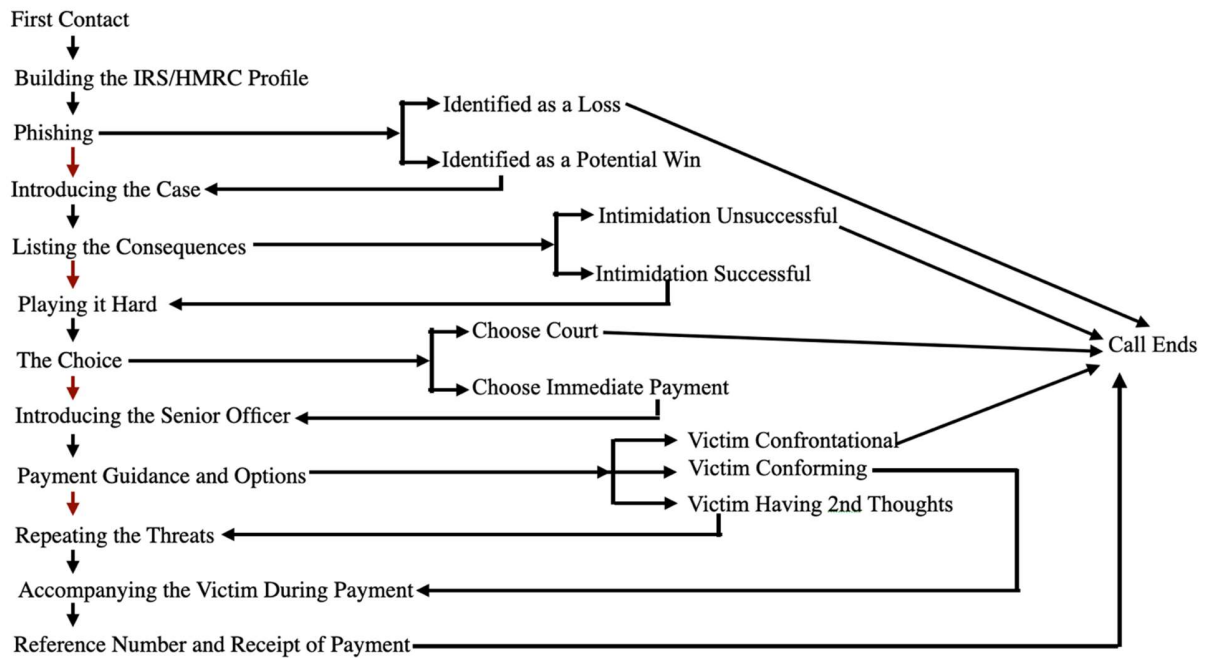 First Contact
Building the IRS/HMRC Profile
Identified as a Loss
Phishing
Identified as a Potential Win
Introducing the Case
Intimidation Unsuccessful
Listing the Consequences
Intimidation Successful
Playing it Hard
Choose Court
Call Ends
The Choice
Choose Immediate Payment
Introducing the Senior Officer
Victim Confrontational
Victim Conforming
Payment Guidance and Options
Victim Having 2nd Thoughts
Repeating the Threats
Accompanying the Victim During Payment
Reference Number and Receipt of Payment